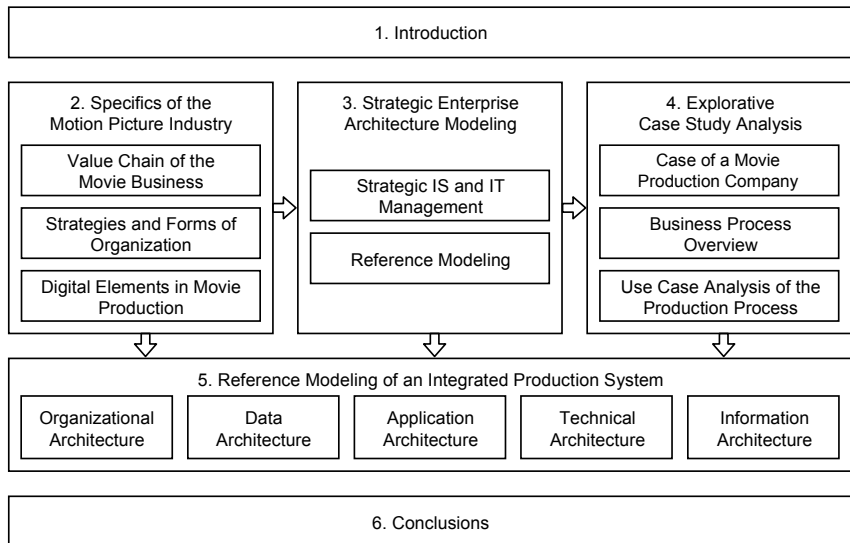 1. Introduction
2. Specifics of the
Motion Picture Industry
Value Chain of the
Movie Business
Strategies and Forms of
Organization
Digital Elements in Movie
Production
3. Strategic Enterprise
Architecture Modeling
Strategic IS and IT
Management
Reference Modeling
4. Explorative
Case Study Analysis
Case of a Movie
Production Company
Business Process
Overview
Use Case Analysis of the
Production Process
5. Reference Modeling of an Integrated Production System
Organizational
Architecture
Data
Architecture
Application
Architecture
Technical
Architecture
Information
Architecture
6. Conclusions